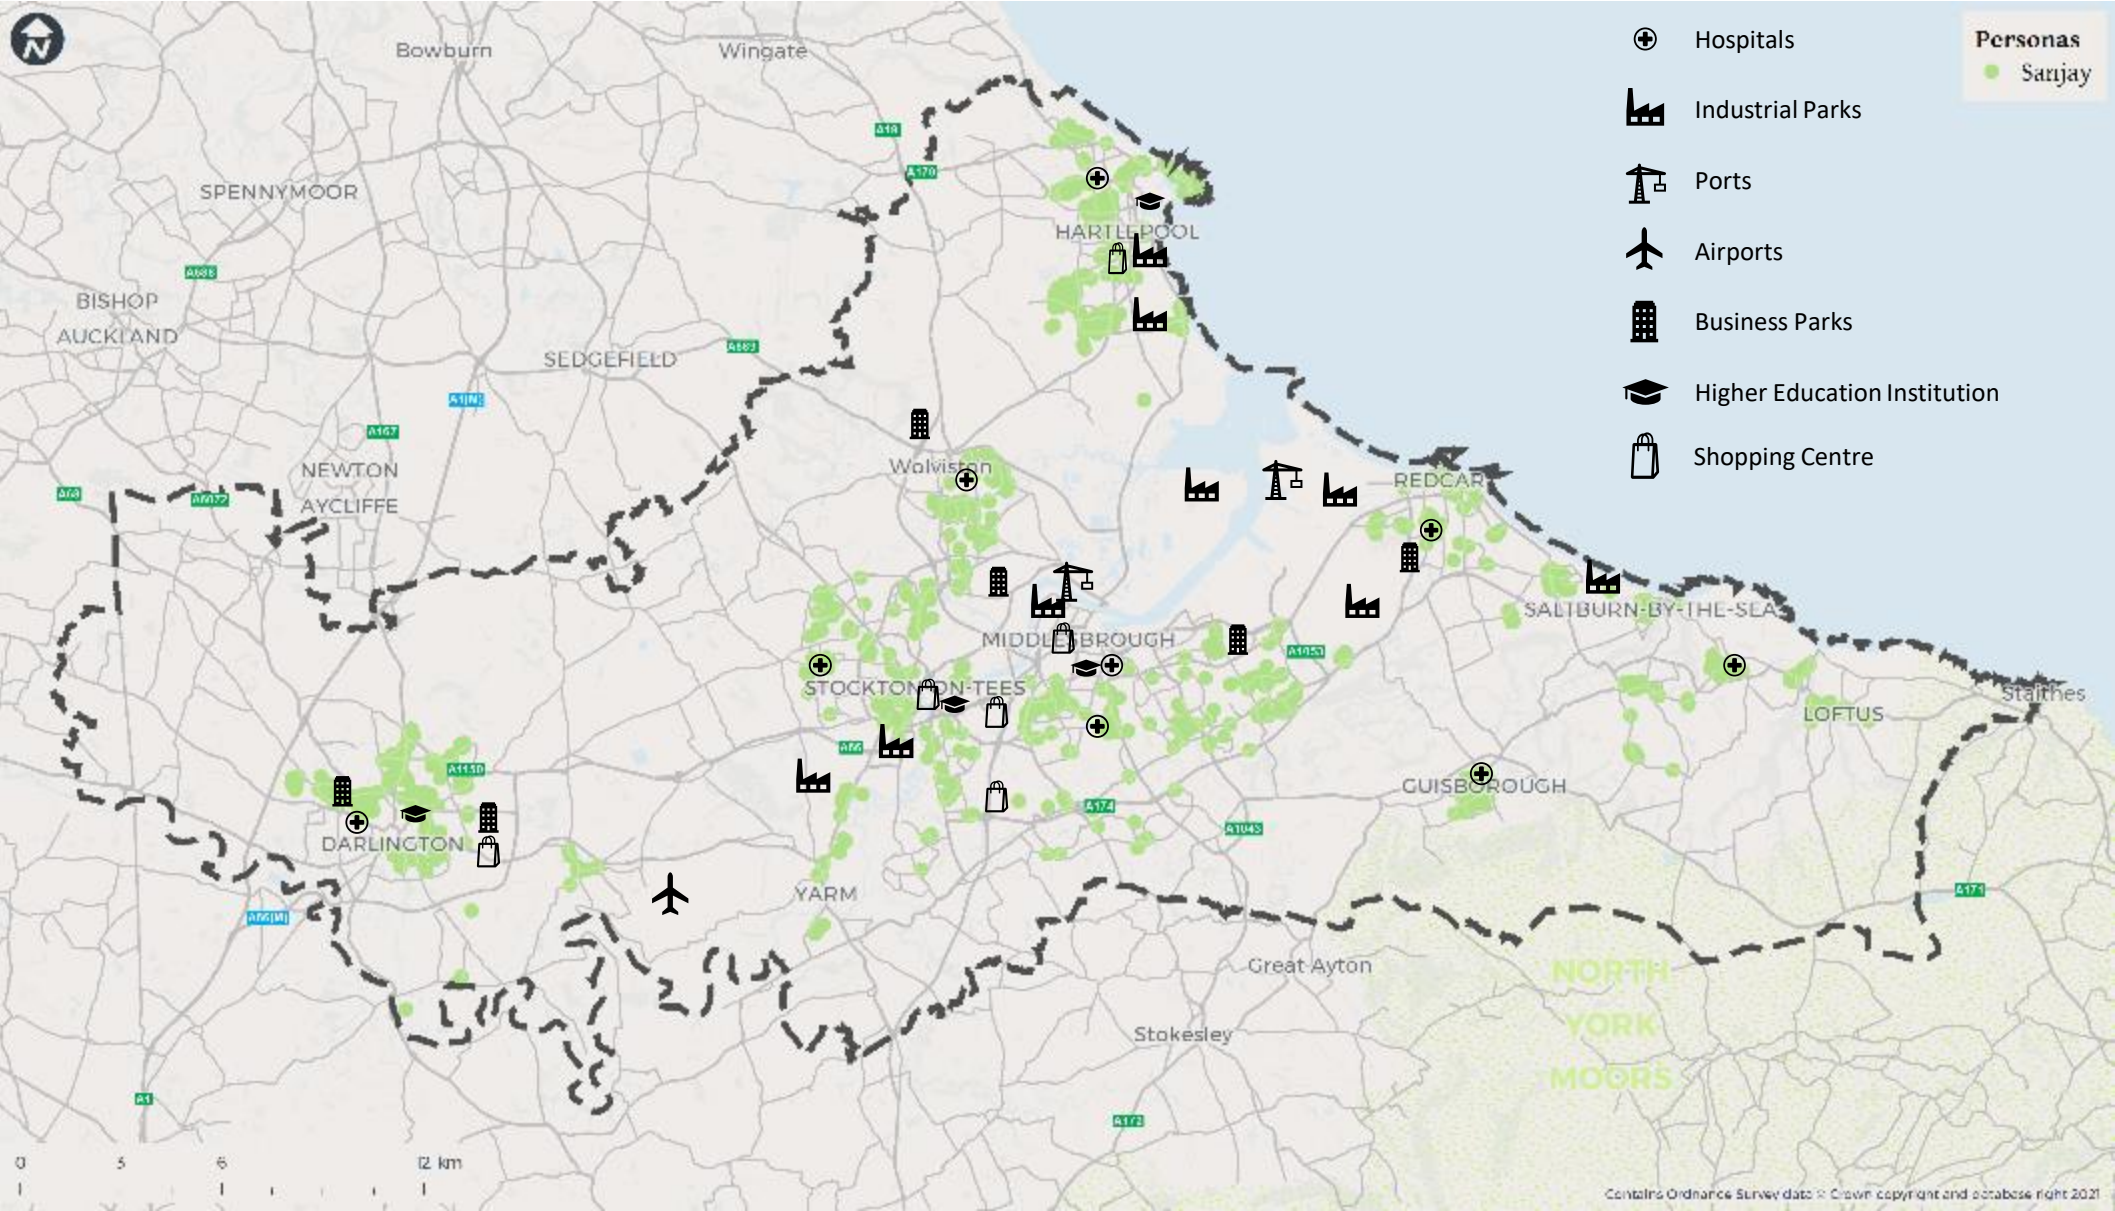 N
Bowburn
Wingate
Hospitals
Personas
Sanjay
Industrial Parks
A19
A179
SPENNYMOOR
Ports
HARTLEPOOL
Airports
A688
BISHOP
AUCKLAND
Business Parks
A689
SEDGEFIELD
A1(M)
Higher Education Institution
A167
Shopping Centre
NEWTON
AYCLIFFE
Wolviston
REDCAR
A68
A6072
SALTBURN-BY-THE-SEA
MIDDLESBROUGH
A1053
STOCKTON-ON-TEES
Staithes
LOFTUS
A66
A1150
GUISBOROUGH
A174
A1043
DARLINGTON
YARM
A171
A66(M)
Great Ayton
NORTH
YORK
MOORS
Stokesley
A1
A172
0 3 6 12 km
Contains Ordnance Survey data © Crown copyright and database right 2021